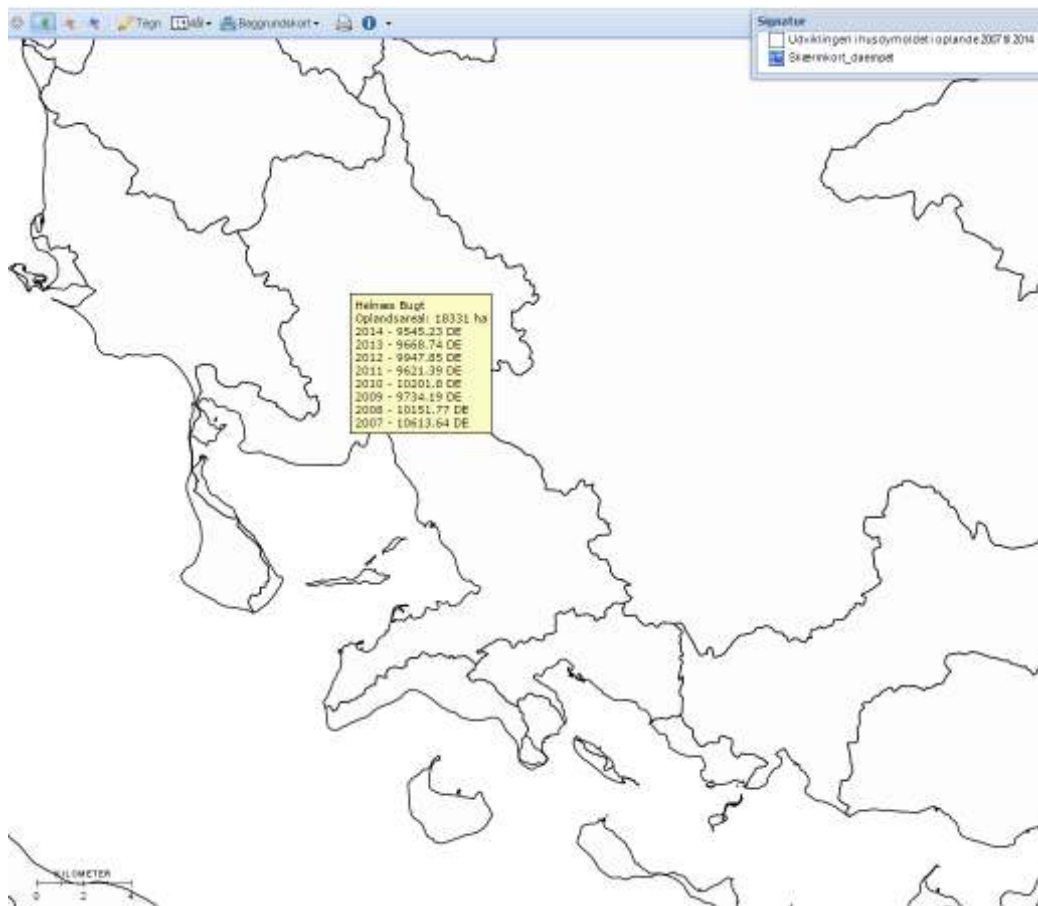 Tegn Mål Baggrundskort
Signatur
Udviklingen i husdyrholdet i oplande 2007 til 2014
Skærmkort_daempet
Helnæs Bugt
Oplandsareal: 18331 ha
2014 - 9545.23 DE
2013 - 9668.74 DE
2012 - 9947.85 DE
2011 - 9621.39 DE
2010 - 10201.8 DE
2009 - 9734.19 DE
2008 - 10151.77 DE
2007 - 10613.64 DE
KILOMETER
0 2 4